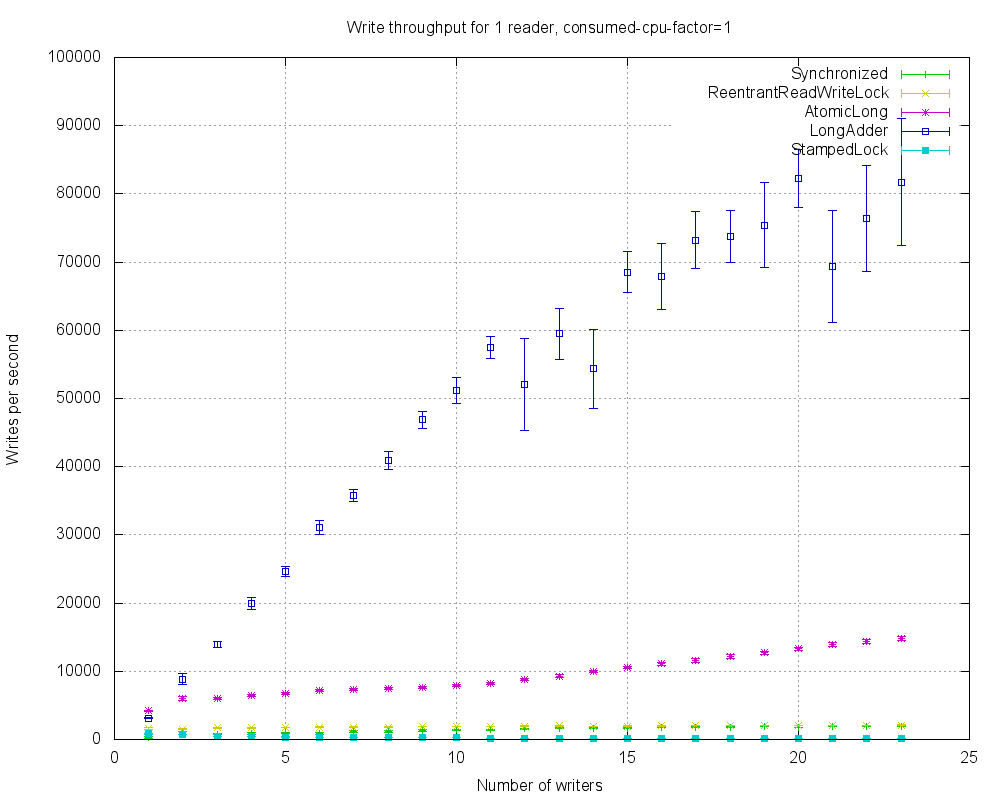 Write throughput for 1 reader, consumed-cpu-factor=1
100000
90000
80000
70000
60000
50000
40000
30000
20000
10000
0
Writes per second
Synchronized
ReentrantReadWriteLock
AtomicLong
LongAdder
StampedLock
0 5 10 15 20 25
Number of writers